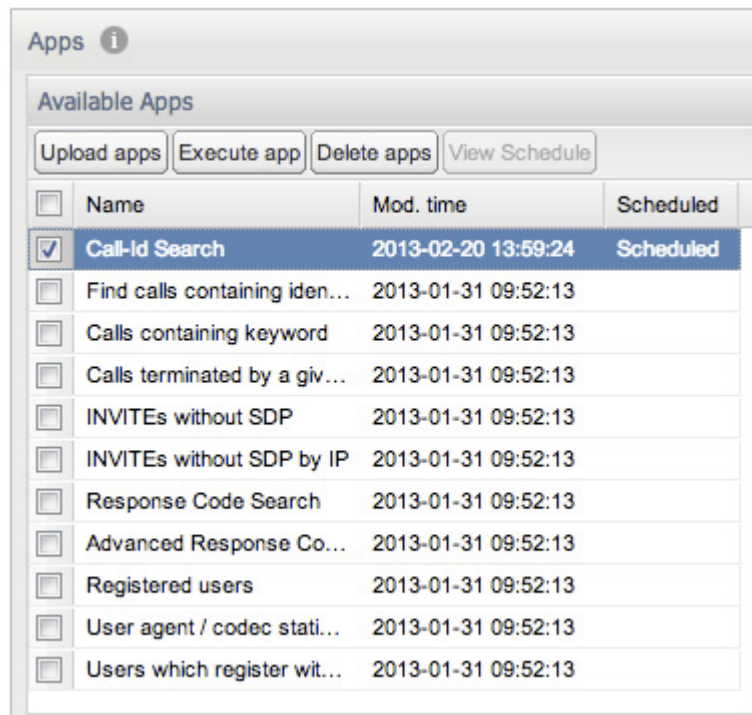 Apps i
Available Apps
Upload apps Execute app Delete apps View Schedule
Name Mod. time Scheduled
Call-Id Search 2013-02-20 13:59:24 Scheduled
Find calls containing iden... 2013-01-31 09:52:13
Calls containing keyword 2013-01-31 09:52:13
Calls terminated by a giv... 2013-01-31 09:52:13
INVITEs without SDP 2013-01-31 09:52:13
INVITEs without SDP by IP 2013-01-31 09:52:13
Response Code Search 2013-01-31 09:52:13
Advanced Response Co... 2013-01-31 09:52:13
Registered users 2013-01-31 09:52:13
User agent / codec stati... 2013-01-31 09:52:13
Users which register wit... 2013-01-31 09:52:13